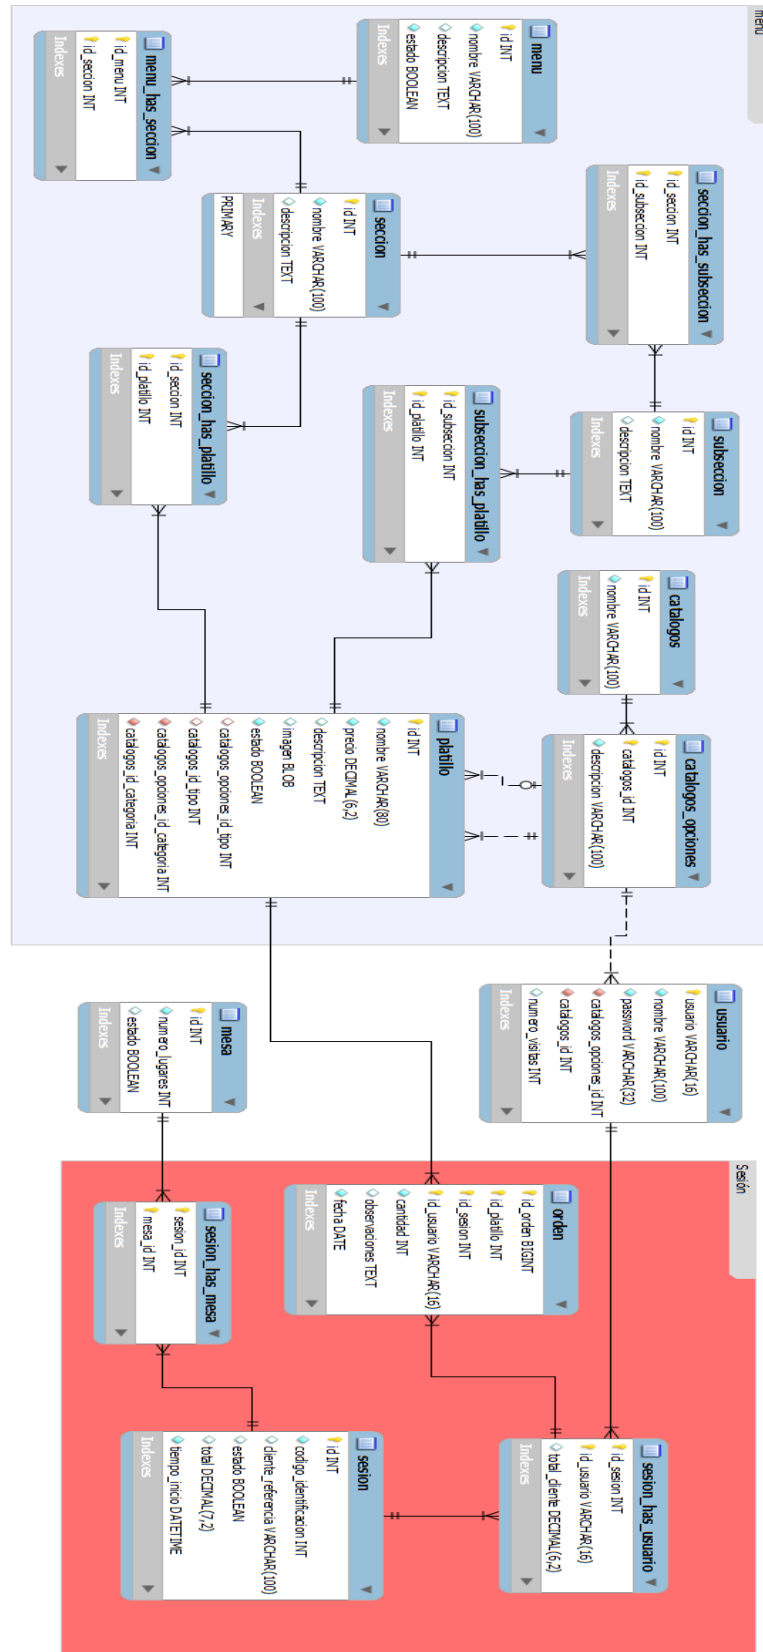 menu
menu
id INT
nombre VARCHAR(100)
descripcion TEXT
estado BOOLEAN
Indexes
menu_has_seccion
id_menu INT
id_seccion INT
Indexes
seccion
id INT
nombre VARCHAR(100)
descripcion TEXT
Indexes
PRIMARY
seccion_has_subseccion
id_seccion INT
id_subseccion INT
Indexes
subseccion
id INT
nombre VARCHAR(100)
descripcion TEXT
Indexes
seccion_has_platillo
id_seccion INT
id_platillo INT
Indexes
subseccion_has_platillo
id_subseccion INT
id_platillo INT
Indexes
catalogos
id INT
nombre VARCHAR(100)
Indexes
catalogos_opciones
id INT
catalogos_id INT
descripcion VARCHAR(100)
Indexes
platillo
id INT
nombre VARCHAR(80)
precio DECIMAL(6,2)
descripcion TEXT
imagen BLOB
estado BOOLEAN
catalogos_opciones_id_tipo INT
catalogos_id_tipo INT
catalogos_opciones_id_categoria INT
catalogos_id_categoria INT
Indexes
usuario
usuario VARCHAR(16)
nombre VARCHAR(100)
password VARCHAR(32)
catalogos_opciones_id INT
catalogos_id INT
numero_visitas INT
Indexes
mesa
id INT
numero_lugares INT
estado BOOLEAN
Indexes
Sesión
orden
id_orden BIGINT
id_platillo INT
id_sesion INT
id_usuario VARCHAR(16)
cantidad INT
observaciones TEXT
fecha DATE
Indexes
sesion_has_mesa
sesion_id INT
mesa_id INT
Indexes
sesion_has_usuario
id_sesion INT
id_usuario VARCHAR(16)
total_cliente DECIMAL(6,2)
Indexes
sesion
id INT
codigo_identificacion INT
cliente_referencia VARCHAR(100)
estado BOOLEAN
total DECIMAL(7,2)
tiempo_inicio DATETIME
Indexes